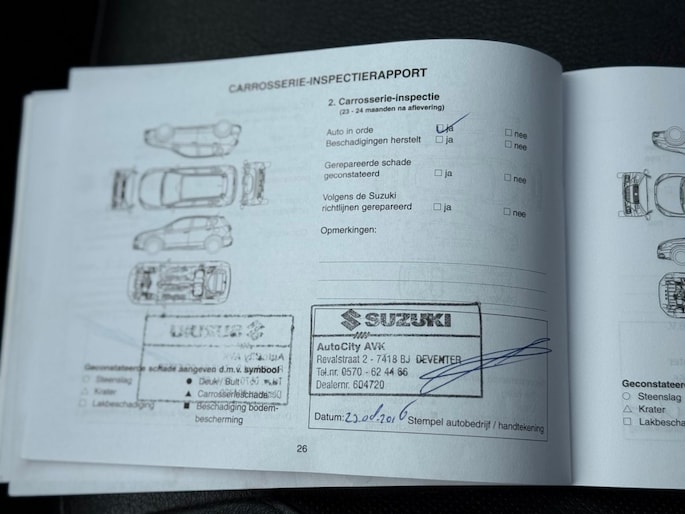 CARROSSERIE-INSPECTIERAPPORT
2. Carrosserie-inspectie
(23 - 24 maanden na aflevering)
Auto in orde ja nee
Beschadigingen herstelt ja nee
Gerepareerde schade
geconstateerd ja nee
Volgens de Suzuki
richtlijnen gerepareerd ja nee
Opmerkingen:
SUZUKI
AutoCity AVK
Revalstraat 2 - 7418 BJ DEVENTER
Tel.nr. 0570 - 62 44 66
Dealernr. 604720
Datum: Stempel autobedrijf / handtekening
Geconstateerde schade aangeven d.m.v. symbool
Steenslag Deuk / Bult
Krater Carrosserieschade
Lakbeschadiging Beschadiging bodem-
bescherming
26
Geconstateerde
Steenslag
Krater
Lakbescha